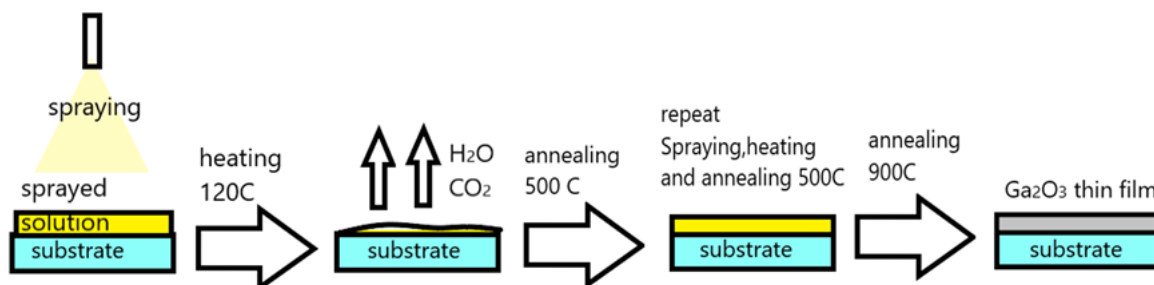 spraying
sprayed
solution
substrate
heating
120C
H₂O
CO₂
substrate
annealing
500 C
repeat
Spraying,heating
and annealing 500C
substrate
annealing
900C
Ga₂O₃ thin film
substrate